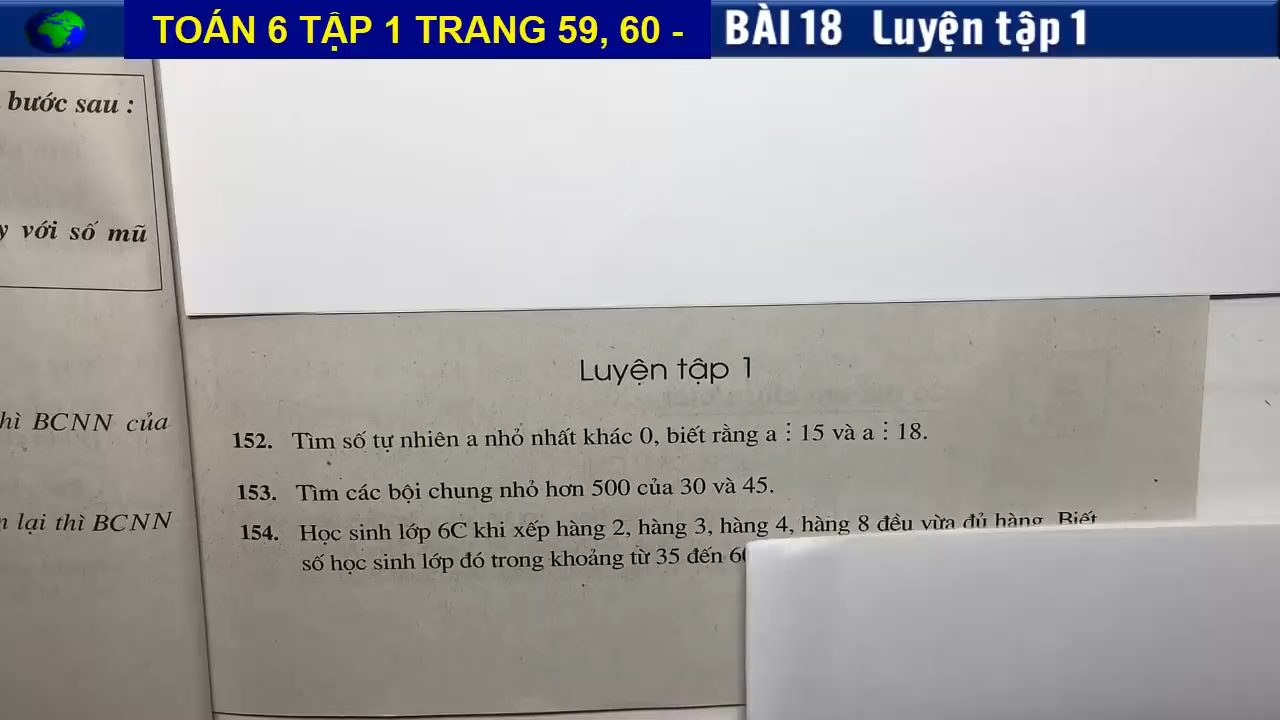 TOÁN 6 TẬP 1 TRANG 59, 60 -
BÀI 18 Luyện tập 1
bước sau :
với số mũ
BCNN của
lại thì BCNN
Luyện tập 1
152. Tìm số tự nhiên a nhỏ nhất khác 0, biết rằng a ⋮ 15 và a ⋮ 18.
153. Tìm các bội chung nhỏ hơn 500 của 30 và 45.
154. Học sinh lớp 6C khi xếp hàng 2, hàng 3, hàng 4, hàng 8 đều vừa đủ hàng. Biết
số học sinh lớp đó trong khoảng từ 35 đến